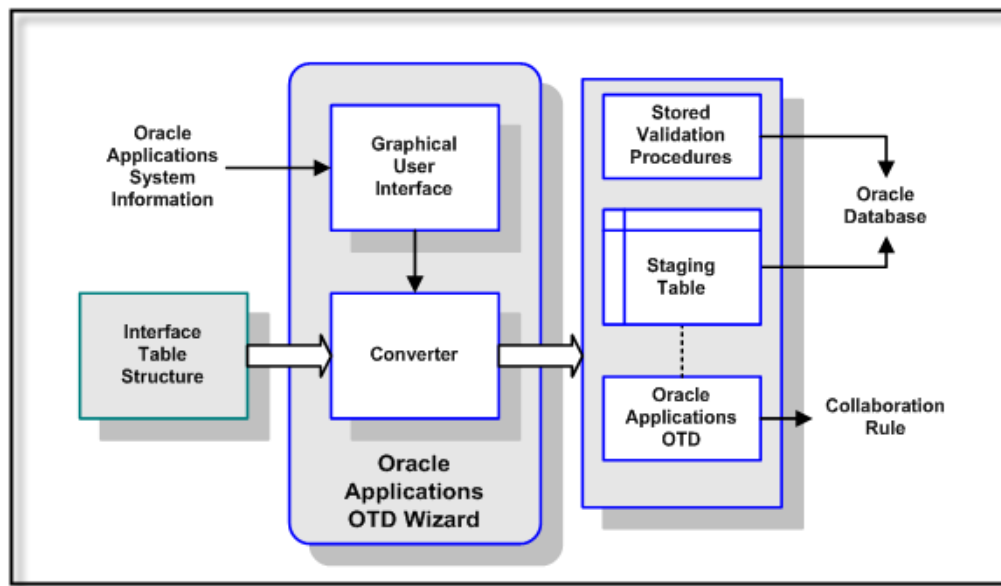 Oracle
Applications
System
Information
Graphical
User
Interface
Interface
Table
Structure
Converter
Oracle
Applications
OTD Wizard
Stored
Validation
Procedures
Staging
Table
Oracle
Applications
OTD
Oracle
Database
Collaboration
Rule